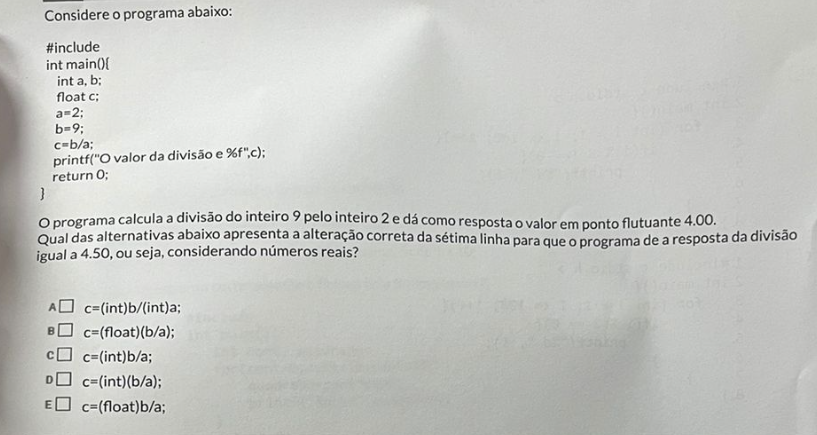 Considere o programa abaixo:
#include
int main(){
int a, b;
float c;
a=2;
b=9;
c=b/a;
printf("O valor da divisão e %f",c);
return 0;
}
O programa calcula a divisão do inteiro 9 pelo inteiro 2 e dá como resposta o valor em ponto flutuante 4.00.
Qual das alternativas abaixo apresenta a alteração correta da sétima linha para que o programa de a resposta da divisão
igual a 4.50, ou seja, considerando números reais?
A c=(int)b/(int)a;
B c=(float)(b/a);
C c=(int)b/a;
D c=(int)(b/a);
E c=(float)b/a;